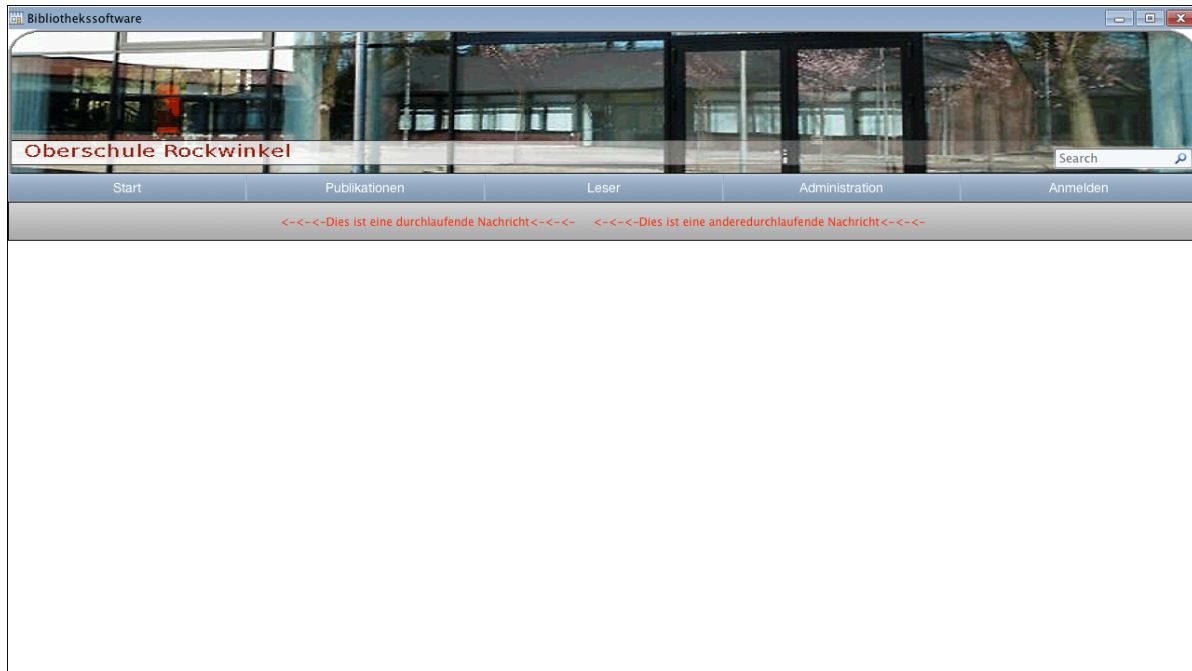 Bibliothekssoftware
Oberschule Rockwinkel
Search
Start Publikationen Leser Administration Anmelden
<-<-<-Dies ist eine durchlaufende Nachricht<-<-<- <-<-<-Dies ist eine anderedurchlaufende Nachricht<-<-<-